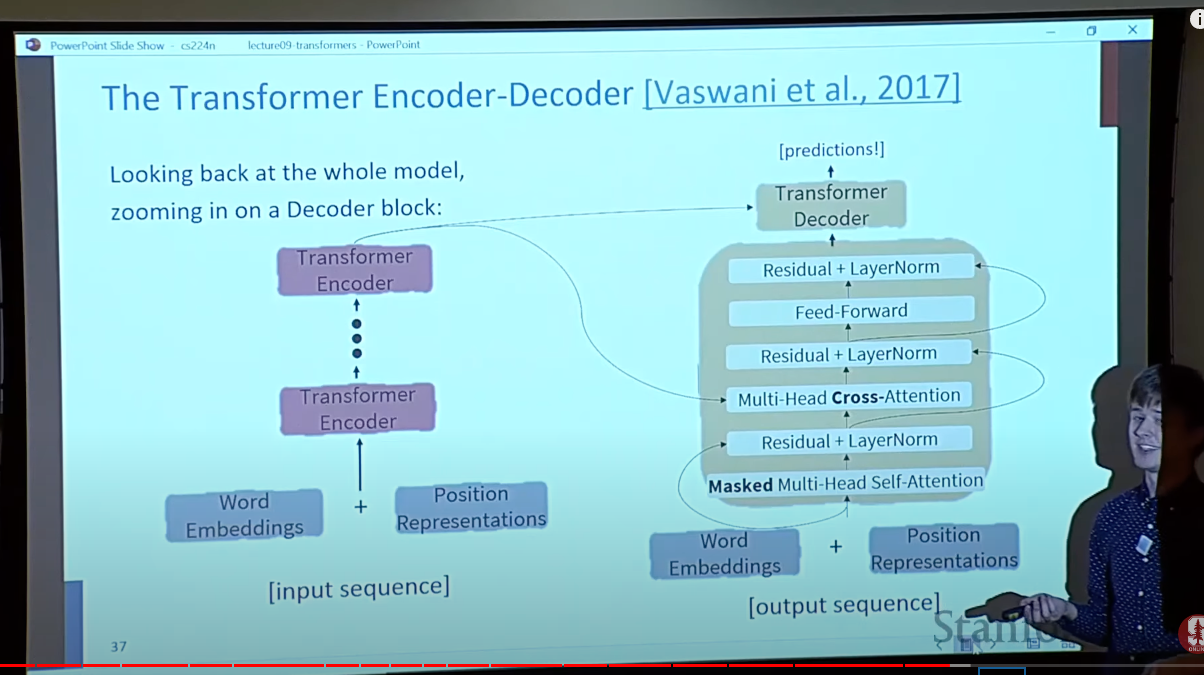 PowerPoint Slide Show - cs224n lecture09-transformers - PowerPoint
The Transformer Encoder-Decoder [Vaswani et al., 2017]
Looking back at the whole model,
zooming in on a Decoder block:
Transformer
Encoder
Transformer
Encoder
Word
Embeddings
+
Position
Representations
[input sequence]
[predictions!]
Transformer
Decoder
Residual + LayerNorm
Feed-Forward
Residual + LayerNorm
Multi-Head Cross-Attention
Residual + LayerNorm
Masked Multi-Head Self-Attention
Word
Embeddings
+
Position
Representations
[output sequence]
37